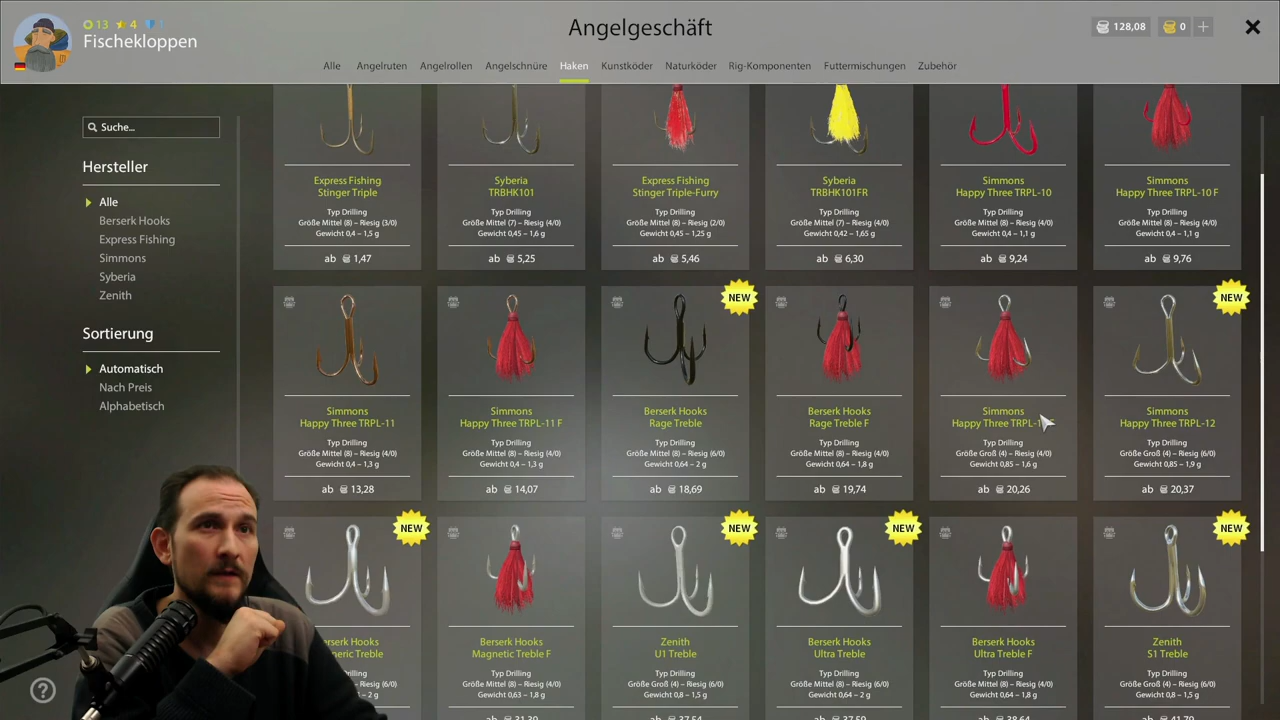 13 4 1
Fischekloppen
Angelgeschäft
128,08 0 +
Alle Angelruten Angelrollen Angelschnüre Haken Kunstköder Naturköder Rig-Komponenten Futtermischungen Zubehör
Suche...
Hersteller
Alle
Berserk Hooks
Express Fishing
Simmons
Syberia
Zenith
Sortierung
Automatisch
Nach Preis
Alphabetisch
Express Fishing
Stinger Triple
Typ Drilling
Größe Mittel (8) – Riesig (3/0)
Gewicht 0,4 – 1,5 g
ab 1,47
Syberia
TRBHK101
Typ Drilling
Größe Mittel (7) – Riesig (4/0)
Gewicht 0,45 – 1,6 g
ab 5,25
Express Fishing
Stinger Triple-Furry
Typ Drilling
Größe Mittel (8) – Riesig (2/0)
Gewicht 0,45 – 1,25 g
ab 5,46
Syberia
TRBHK101FR
Typ Drilling
Größe Mittel (7) – Riesig (4/0)
Gewicht 0,42 – 1,65 g
ab 6,30
Simmons
Happy Three TRPL-10
Typ Drilling
Größe Mittel (8) – Riesig (4/0)
Gewicht 0,4 – 1,1 g
ab 9,24
Simmons
Happy Three TRPL-10 F
Typ Drilling
Größe Mittel (8) – Riesig (4/0)
Gewicht 0,4 – 1,1 g
ab 9,76
Simmons
Happy Three TRPL-11
Typ Drilling
Größe Mittel (8) – Riesig (4/0)
Gewicht 0,4 – 1,3 g
ab 13,28
Simmons
Happy Three TRPL-11 F
Typ Drilling
Größe Mittel (8) – Riesig (4/0)
Gewicht 0,4 – 1,3 g
ab 14,07
NEW
Berserk Hooks
Rage Treble
Typ Drilling
Größe Mittel (8) – Riesig (6/0)
Gewicht 0,64 – 2 g
ab 18,69
Berserk Hooks
Rage Treble F
Typ Drilling
Größe Mittel (8) – Riesig (4/0)
Gewicht 0,64 – 1,8 g
ab 19,74
Simmons
Happy Three
Typ Drilling
Größe Groß (4) – Riesig (4/0)
Gewicht 0,85 – 1,6 g
ab 20,26
NEW
Simmons
Happy Three TRPL-12
Typ Drilling
Größe Groß (4) – Riesig (6/0)
Gewicht 0,85 – 1,9 g
ab 20,37
NEW
Hooks
Treble
Typ Drilling
(8) – Riesig (6/0)
– 2 g
Berserk Hooks
Magnetic Treble F
Typ Drilling
Größe Mittel (8) – Riesig (4/0)
Gewicht 0,63 – 1,8 g
31,39
NEW
Zenith
U1 Treble
Typ Drilling
Größe Groß (4) – Riesig (6/0)
Gewicht 0,8 – 1,5 g
NEW
Berserk Hooks
Ultra Treble
Typ Drilling
Größe Mittel (8) – Riesig (6/0)
Gewicht 0,64 – 2 g
Berserk Hooks
Ultra Treble F
Typ Drilling
Größe Mittel (8) – Riesig (4/0)
Gewicht 0,64 – 1,8 g
NEW
Zenith
S1 Treble
Typ Drilling
Größe Groß (4) – Riesig (6/0)
Gewicht 0,8 – 1,5 g
?